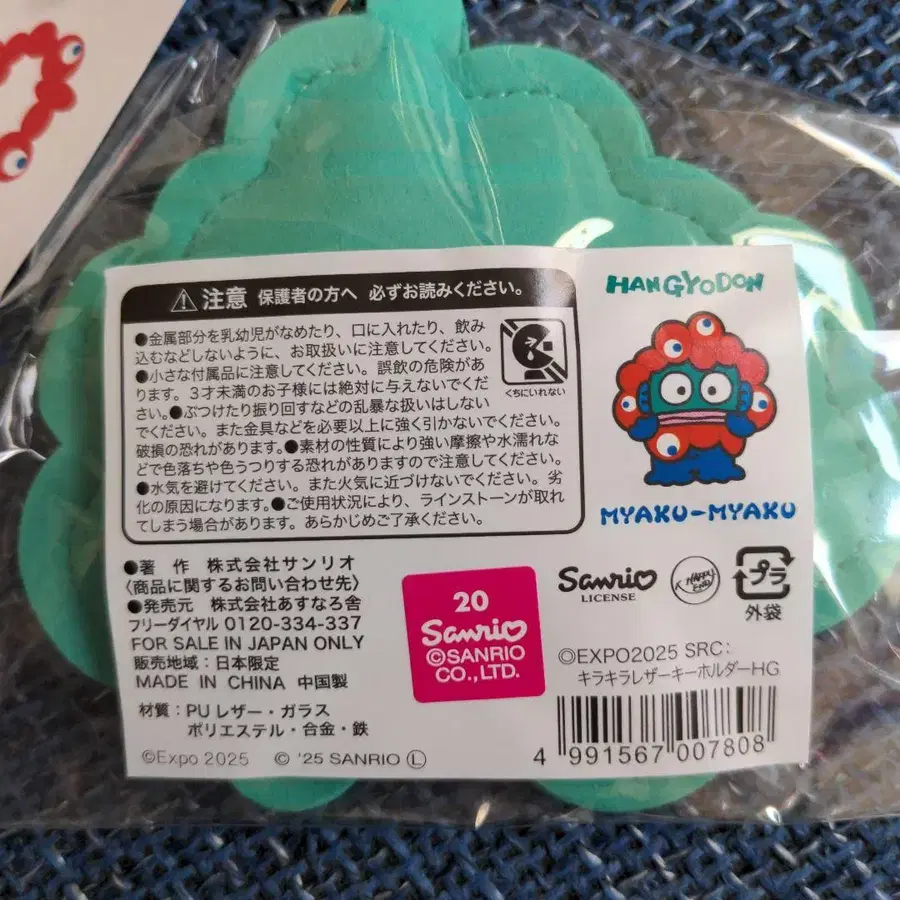 ⚠注意 保護者の方へ 必ずお読みください。
●金属部分を乳幼児がなめたり、口に入れたり、飲み
込むなどしないように、お取扱いに注意してください。
●小さな付属品に注意してください。誤飲の危険があ
ります。3才未満のお子様には絶対に与えないでくだ
さい。●ぶつけたり振り回すなどの乱暴な扱いはしない
でください。また金具などを必要以上に強く引かないでください。
破損の恐れがあります。●素材の性質により強い摩擦や水濡れな
どで色落ちや色うつりする恐れがありますので注意してください。
●水気を避けてください。また火気に近づけないでください。劣
化の原因になります。●ご使用状況により、ラインストーンが取れ
てしまう場合があります。あらかじめご了承ください。
くちにいれない
HANGYODON
MYAKU-MYAKU
●著 作 株式会社サンリオ
〈商品に関するお問い合わせ先〉
●発売元 株式会社あすなろ舎
フリーダイヤル 0120-334-337
FOR SALE IN JAPAN ONLY
販売地域:日本限定
MADE IN CHINA 中国製
材質:PUレザー・ガラス
ポリエステル・合金・鉄
©Expo 2025 © '25 SANRIO Ⓛ
20
Sanrio
©SANRIO
CO.,LTD.
Sanrio
LICENSE
HAPPY
END
プラ
外袋
©EXPO2025 SRC:
キラキラレザーキーホルダーHG
4 991567 007808